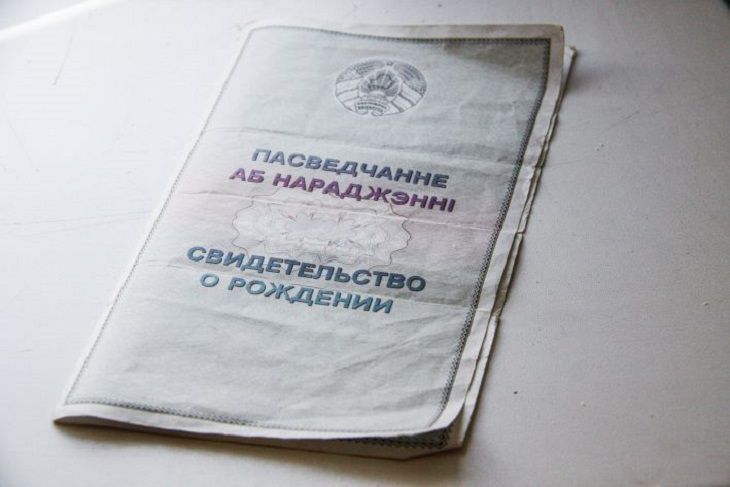 ПАСВЕДЧАННЕ
АБ НАРАДЖЭННІ
СВИДЕТЕЛЬСТВО
О РОЖДЕНИИ